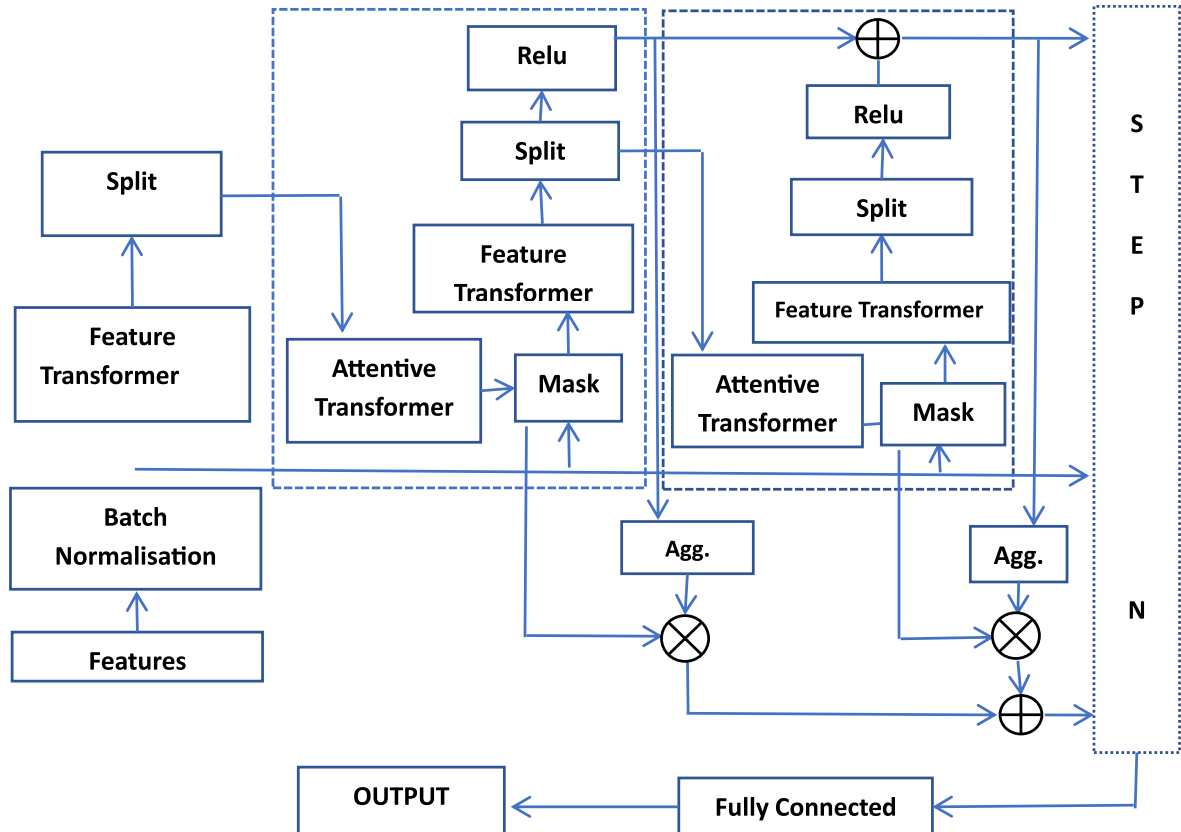 Split
Feature
Transformer
Batch
Normalisation
Features
Relu
Split
Feature
Transformer
Attentive
Transformer
Mask
Relu
Split
Feature Transformer
Attentive
Transformer
Mask
Agg.
Agg.
S
T
E
P
N
OUTPUT
Fully Connected